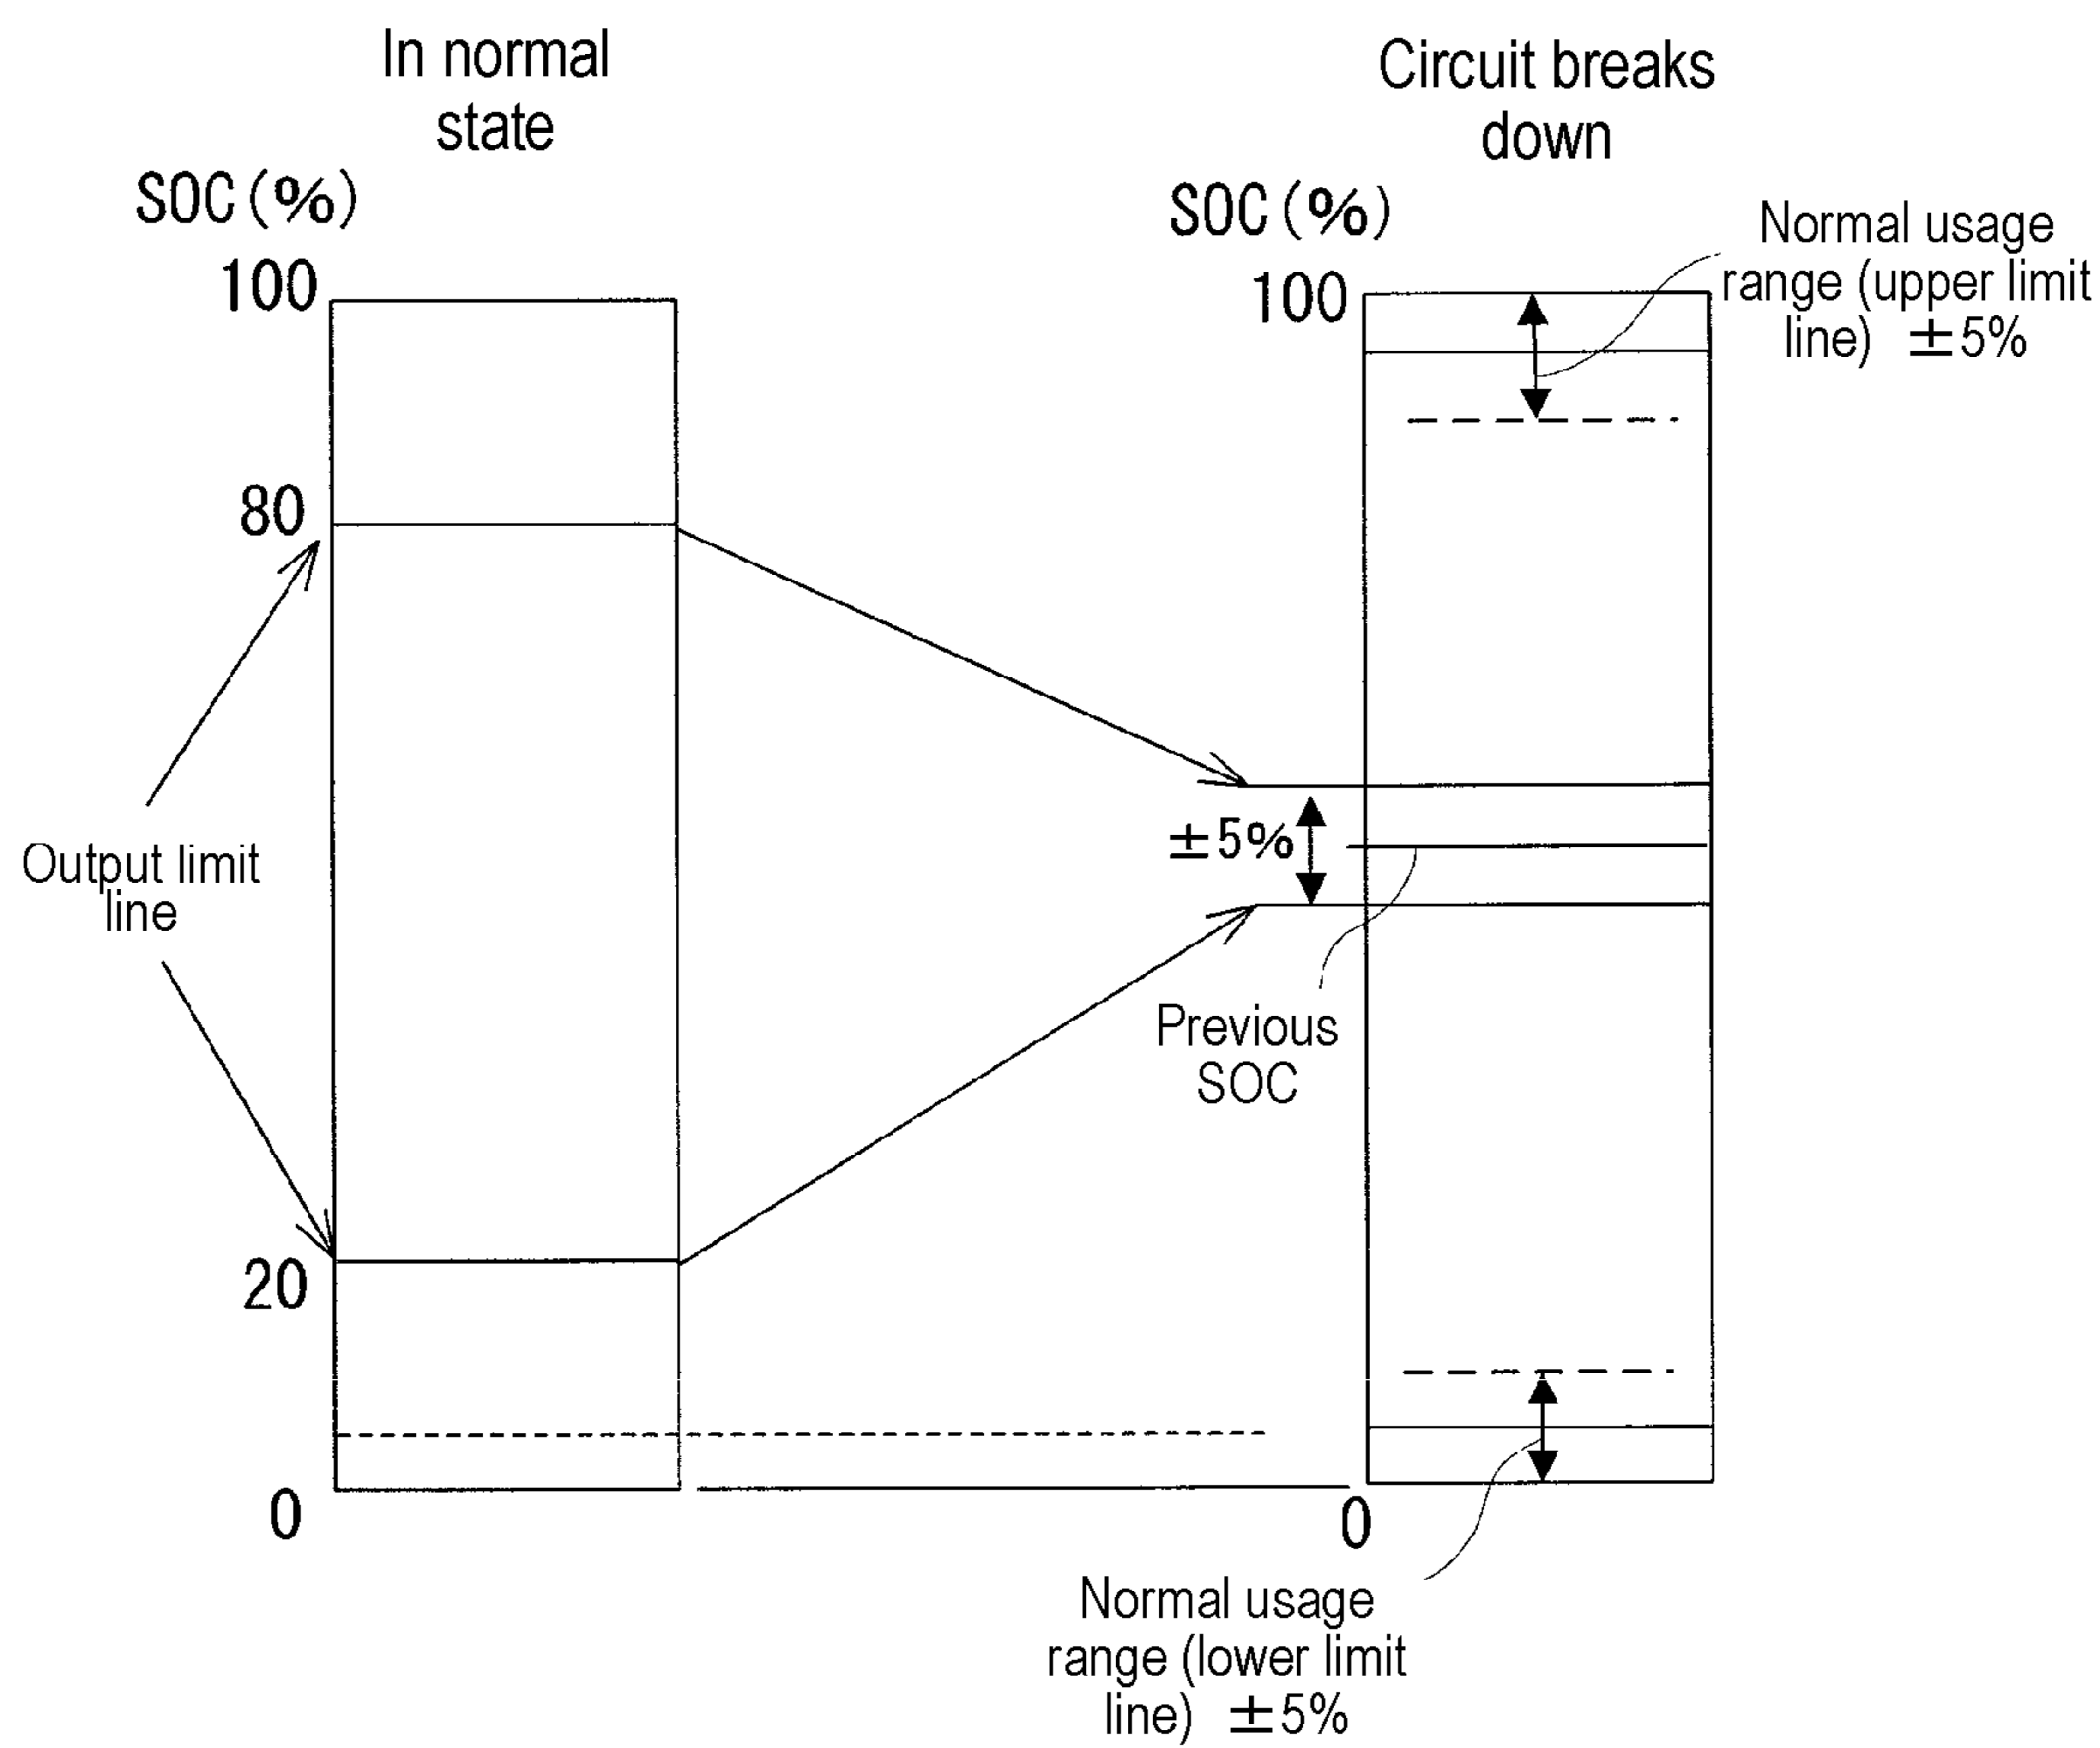 In normal
state
SOC(%)
100
80
Output limit
line
20
0
Circuit breaks
down
SOC(%)
100
Normal usage
range (upper limit
line) ±5%
±5%
Previous
SOC
0
Normal usage
range (lower limit
line) ±5%